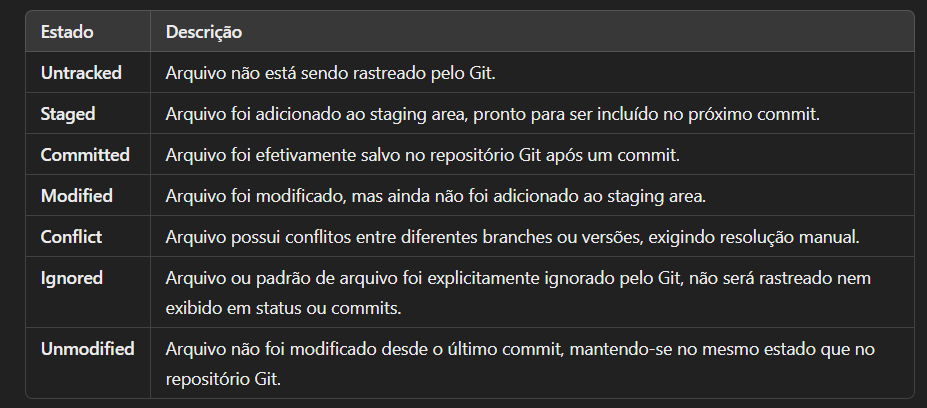 Estado Descrição
Untracked Arquivo não está sendo rastreado pelo Git.
Staged Arquivo foi adicionado ao staging area, pronto para ser incluído no próximo commit.
Committed Arquivo foi efetivamente salvo no repositório Git após um commit.
Modified Arquivo foi modificado, mas ainda não foi adicionado ao staging area.
Conflict Arquivo possui conflitos entre diferentes branches ou versões, exigindo resolução manual.
Ignored Arquivo ou padrão de arquivo foi explicitamente ignorado pelo Git, não será rastreado nem
exibido em status ou commits.
Unmodified Arquivo não foi modificado desde o último commit, mantendo-se no mesmo estado que no
repositório Git.